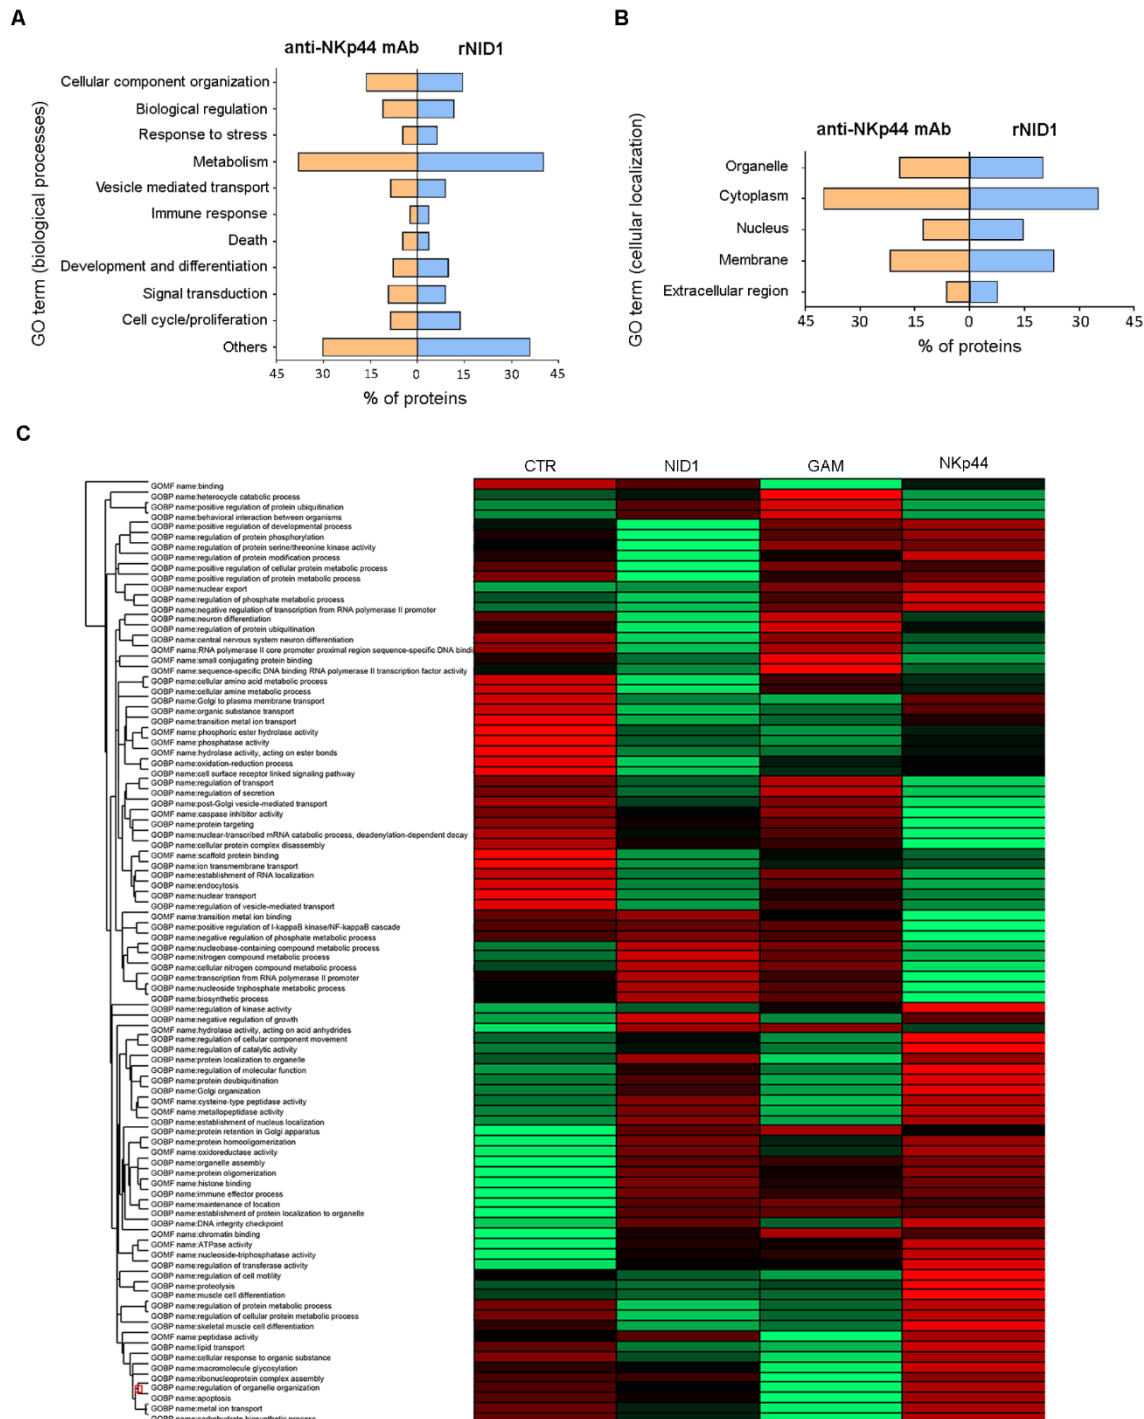 A
anti-NKp44 mAb rNID1
GO term (biological processes)
Cellular component organization
Biological regulation
Response to stress
Metabolism
Vesicle mediated transport
Immune response
Death
Development and differentiation
Signal transduction
Cell cycle/proliferation
Others
45 30 15 0 15 30 45
% of proteins
B
anti-NKp44 mAb rNID1
GO term (cellular localization)
Organelle
Cytoplasm
Nucleus
Membrane
Extracellular region
45 30 15 0 15 30 45
% of proteins
C
CTR NID1 GAM NKp44
GOMF name:binding
GOBP name:heterocycle catabolic process
GOBP name:positive regulation of protein ubiquitination
GOBP name:behavioral interaction between organisms
GOBP name:positive regulation of developmental process
GOBP name:regulation of protein phosphorylation
GOBP name:regulation of protein serine/threonine kinase activity
GOBP name:regulation of protein modification process
GOBP name:positive regulation of cellular protein metabolic process
GOBP name:positive regulation of protein metabolic process
GOBP name:nuclear export
GOBP name:regulation of phosphate metabolic process
GOBP name:negative regulation of transcription from RNA polymerase II promoter
GOBP name:neuron differentiation
GOBP name:regulation of protein ubiquitination
GOBP name:central nervous system neuron differentiation
GOMF name:RNA polymerase II core promoter proximal region sequence-specific DNA bindi
GOMF name:small conjugating protein binding
GOMF name:sequence-specific DNA binding RNA polymerase II transcription factor activity
GOBP name:cellular amino acid metabolic process
GOBP name:cellular amine metabolic process
GOBP name:Golgi to plasma membrane transport
GOBP name:organic substance transport
GOBP name:transition metal ion transport
GOMF name:phosphoric ester hydrolase activity
GOMF name:phosphatase activity
GOMF name:hydrolase activity, acting on ester bonds
GOBP name:oxidation-reduction process
GOBP name:cell surface receptor linked signaling pathway
GOBP name:regulation of transport
GOBP name:regulation of secretion
GOBP name:post-Golgi vesicle-mediated transport
GOMF name:caspase inhibitor activity
GOBP name:protein targeting
GOBP name:nuclear-transcribed mRNA catabolic process, deadenylation-dependent decay
GOBP name:cellular protein complex disassembly
GOMF name:scaffold protein binding
GOBP name:ion transmembrane transport
GOBP name:establishment of RNA localization
GOBP name:endocytosis
GOBP name:nuclear transport
GOBP name:regulation of vesicle-mediated transport
GOMF name:transition metal ion binding
GOBP name:positive regulation of I-kappaB kinase/NF-kappaB cascade
GOBP name:negative regulation of phosphate metabolic process
GOBP name:nucleobase-containing compound metabolic process
GOBP name:nitrogen compound metabolic process
GOBP name:cellular nitrogen compound metabolic process
GOBP name:transcription from RNA polymerase II promoter
GOBP name:nucleoside triphosphate metabolic process
GOBP name:biosynthetic process
GOBP name:regulation of kinase activity
GOBP name:negative regulation of growth
GOMF name:hydrolase activity, acting on acid anhydrides
GOBP name:regulation of cellular component movement
GOBP name:regulation of catalytic activity
GOBP name:protein localization to organelle
GOBP name:regulation of molecular function
GOBP name:protein deubiquitination
GOBP name:Golgi organization
GOMF name:cysteine-type peptidase activity
GOMF name:metallopeptidase activity
GOBP name:establishment of nucleus localization
GOBP name:protein retention in Golgi apparatus
GOBP name:protein homooligomerization
GOMF name:oxidoreductase activity
GOBP name:organelle assembly
GOBP name:protein oligomerization
GOMF name:histone binding
GOBP name:immune effector process
GOBP name:maintenance of location
GOBP name:establishment of protein localization to organelle
GOBP name:DNA integrity checkpoint
GOMF name:chromatin binding
GOMF name:ATPase activity
GOMF name:nucleoside-triphosphatase activity
GOBP name:regulation of transferase activity
GOBP name:regulation of cell motility
GOBP name:proteolysis
GOBP name:muscle cell differentiation
GOBP name:regulation of protein metabolic process
GOBP name:regulation of cellular protein metabolic process
GOBP name:skeletal muscle cell differentiation
GOMF name:peptidase activity
GOBP name:lipid transport
GOBP name:cellular response to organic substance
GOBP name:macromolecule glycosylation
GOBP name:ribonucleoprotein complex assembly
GOBP name:regulation of organelle organization
GOBP name:apoptosis
GOBP name:metal ion transport
GOBP name:carbohydrate biosynthetic process